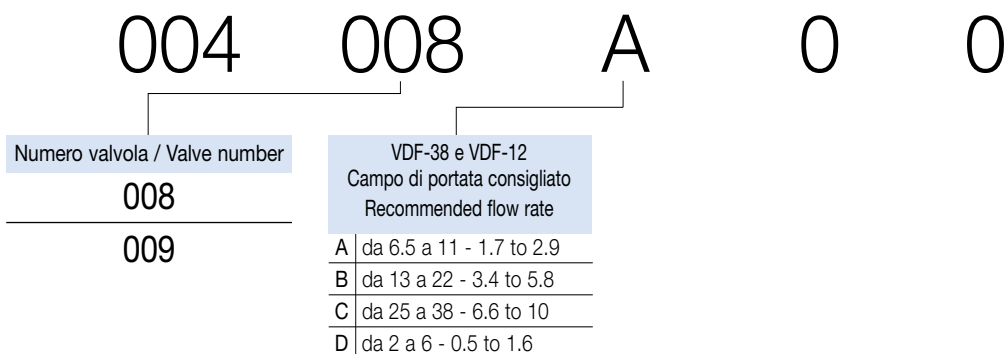 004 008 A 0 0
Numero valvola / Valve number
008
009
VDF-38 e VDF-12
Campo di portata consigliato
Recommended flow rate
A da 6.5 a 11 - 1.7 to 2.9
B da 13 a 22 - 3.4 to 5.8
C da 25 a 38 - 6.6 to 10
D da 2 a 6 - 0.5 to 1.6